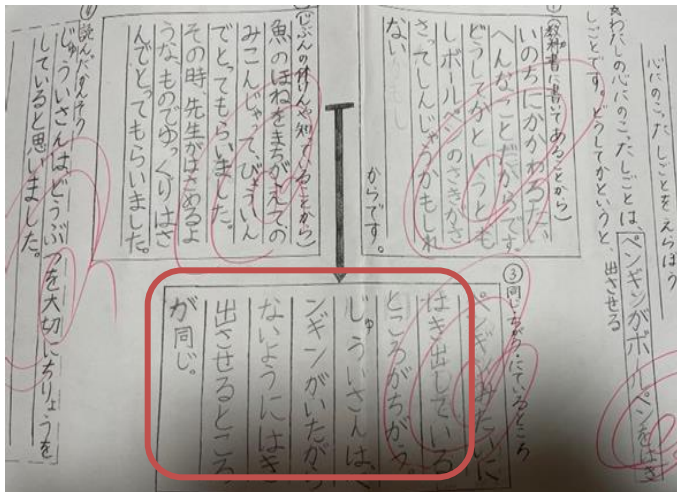 心にのこった しごとを えらぼう
わたしの心にのこったしごとは、ペンギンがボールペンをはき
出させる
しごとです。どうしてかというと、
(教科書に書いてあることから)
いのちにかかわるたい
へんなことだからです。
どうしてかというとも
しボールペンのさきがさ
さってしんじゃうかもしれ
ない
からです。
(じぶんの体けんや知っていることから)
魚のほねをまちがえての
みこんじゃってびょういん
でとってもらいました。
その時、先生がはさめるよ
うなものでゆっくりはさ
んでとってもらいました。
③同じ・ちがう・にているところ
ペンギンみたいに
はき出している
ところがちがう。
じゅういさんは、ペ
ンギンがいたがら
ないようにはき
出させるところ
が同じ。
④読んだかんそう
じゅういさんはどうぶつを大切にちりょうを
していると思いました。